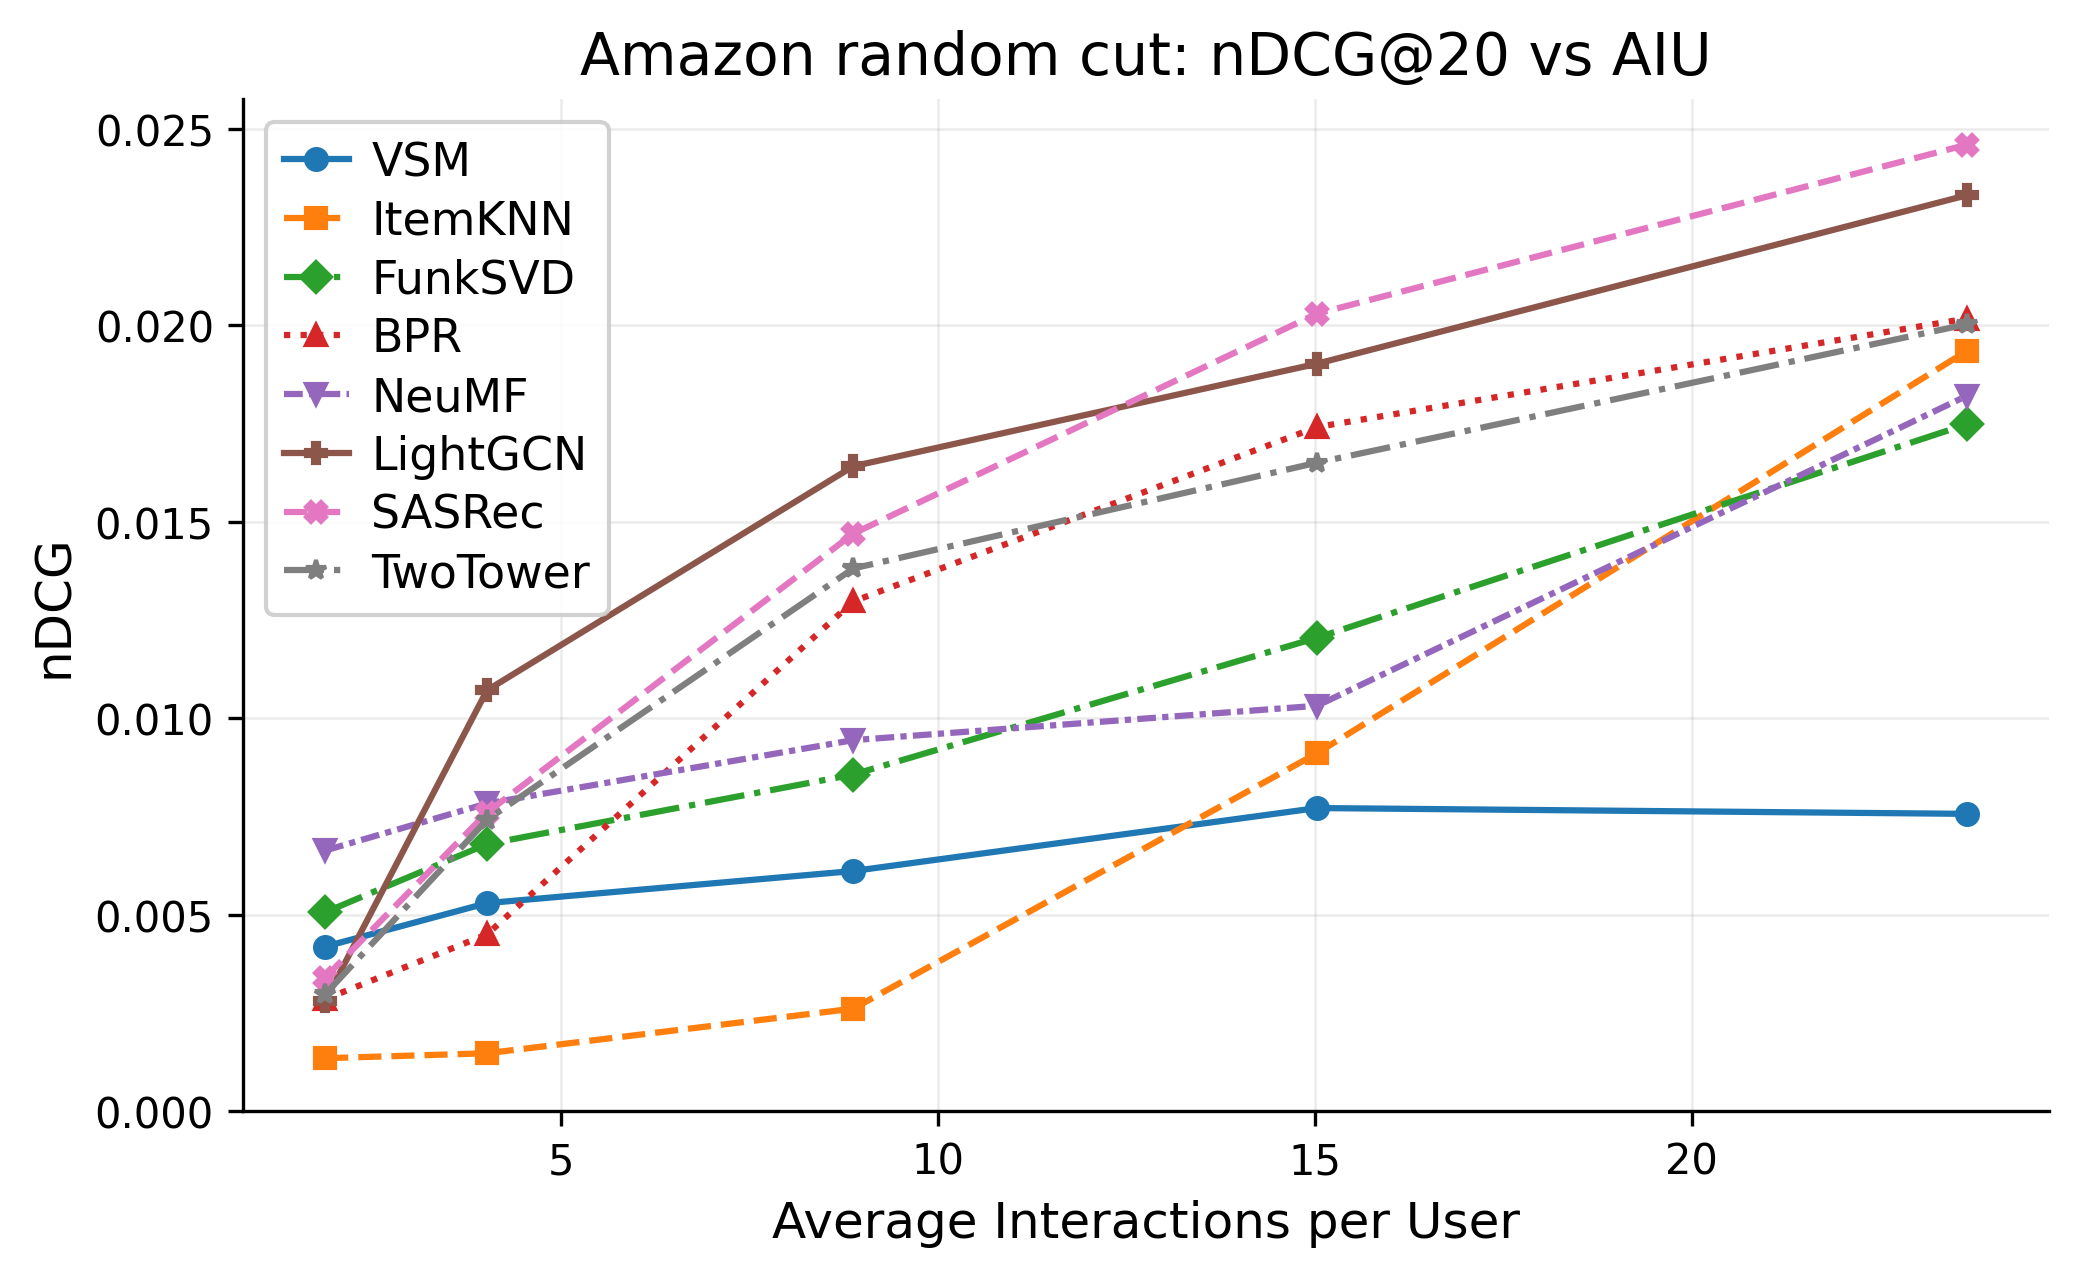 Amazon random cut: nDCG@20 vs AIU
0.025
0.020
0.015
0.010
0.005
0.000
nDCG
VSM
ItemKNN
FunkSVD
BPR
NeuMF
LightGCN
SASRec
TwoTower
5 10 15 20
Average Interactions per User